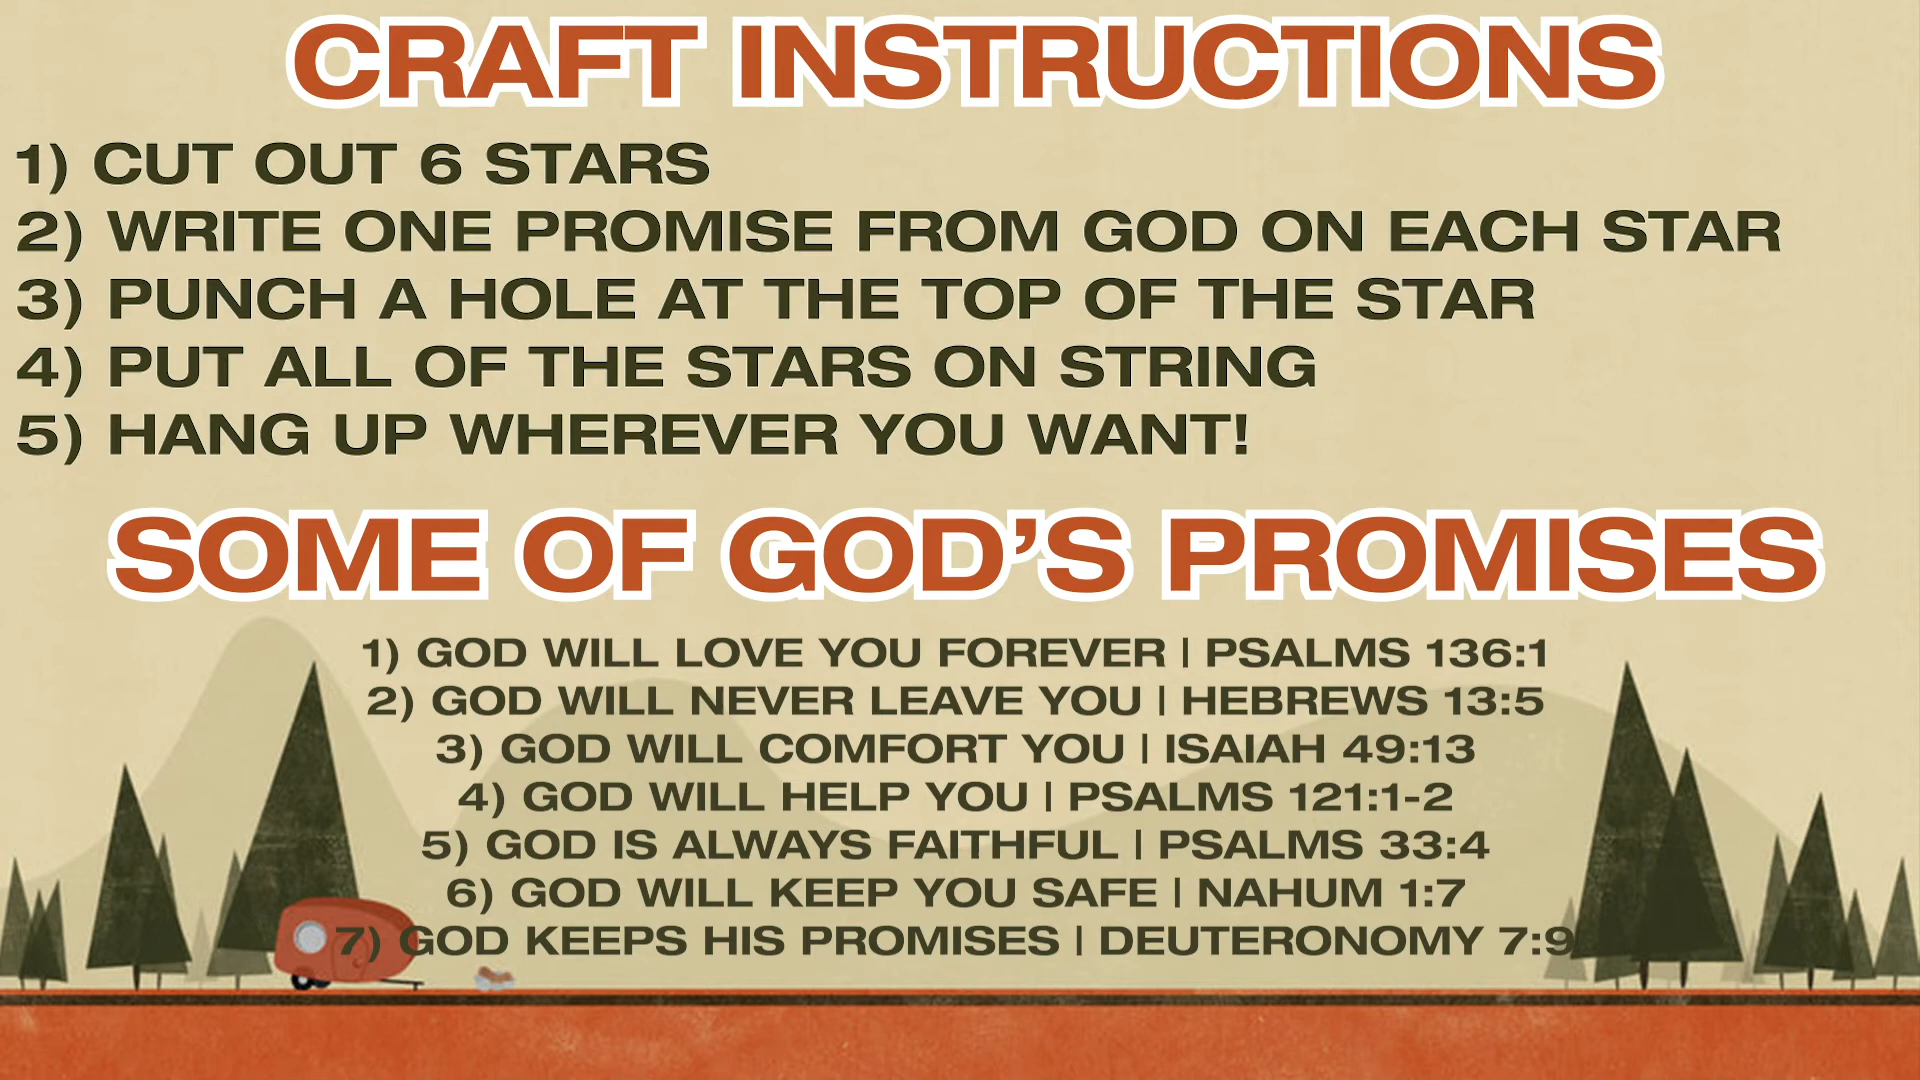 CRAFT INSTRUCTIONS
1) CUT OUT 6 STARS
2) WRITE ONE PROMISE FROM GOD ON EACH STAR
3) PUNCH A HOLE AT THE TOP OF THE STAR
4) PUT ALL OF THE STARS ON STRING
5) HANG UP WHEREVER YOU WANT!
SOME OF GOD’S PROMISES
1) GOD WILL LOVE YOU FOREVER | PSALMS 136:1
2) GOD WILL NEVER LEAVE YOU | HEBREWS 13:5
3) GOD WILL COMFORT YOU | ISAIAH 49:13
4) GOD WILL HELP YOU | PSALMS 121:1-2
5) GOD IS ALWAYS FAITHFUL | PSALMS 33:4
6) GOD WILL KEEP YOU SAFE | NAHUM 1:7
7) GOD KEEPS HIS PROMISES | DEUTERONOMY 7:9